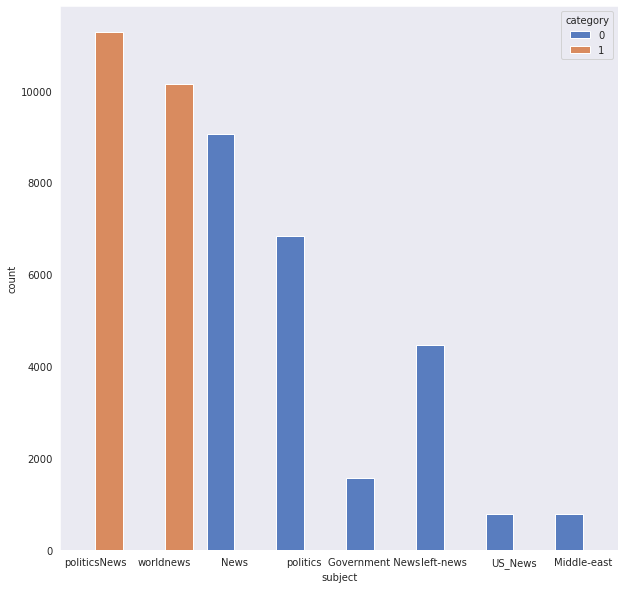 category
0
1
10000
8000
6000
4000
2000
0
count
politicsNews worldnews News politics Government News left-news US_News Middle-east
subject